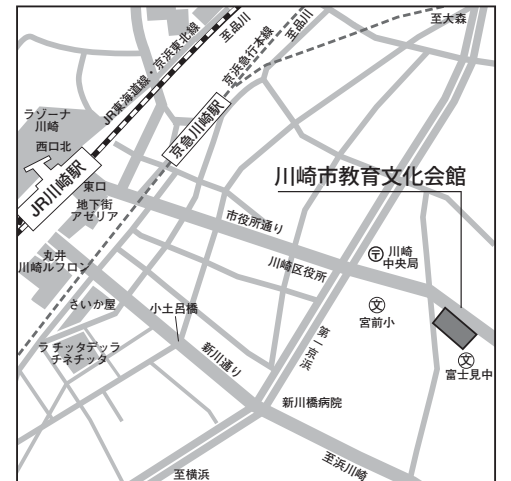 至大森
至品川
至品川
JR東海道線・京浜東北線
京浜急行本線
ラゾーナ
川崎
西口北
京急川崎駅
JR川崎駅
東口
地下街
アゼリア
川崎市教育文化会館
市役所通り
川崎区役所
〒
川崎
中央局
丸井
川崎ルフロン
文
宮前小
さいか屋
小土呂橋
第一京浜
ラ チッタデッラ
チネチッタ
新川通り
文
富士見中
新川橋病院
至浜川崎
至横浜